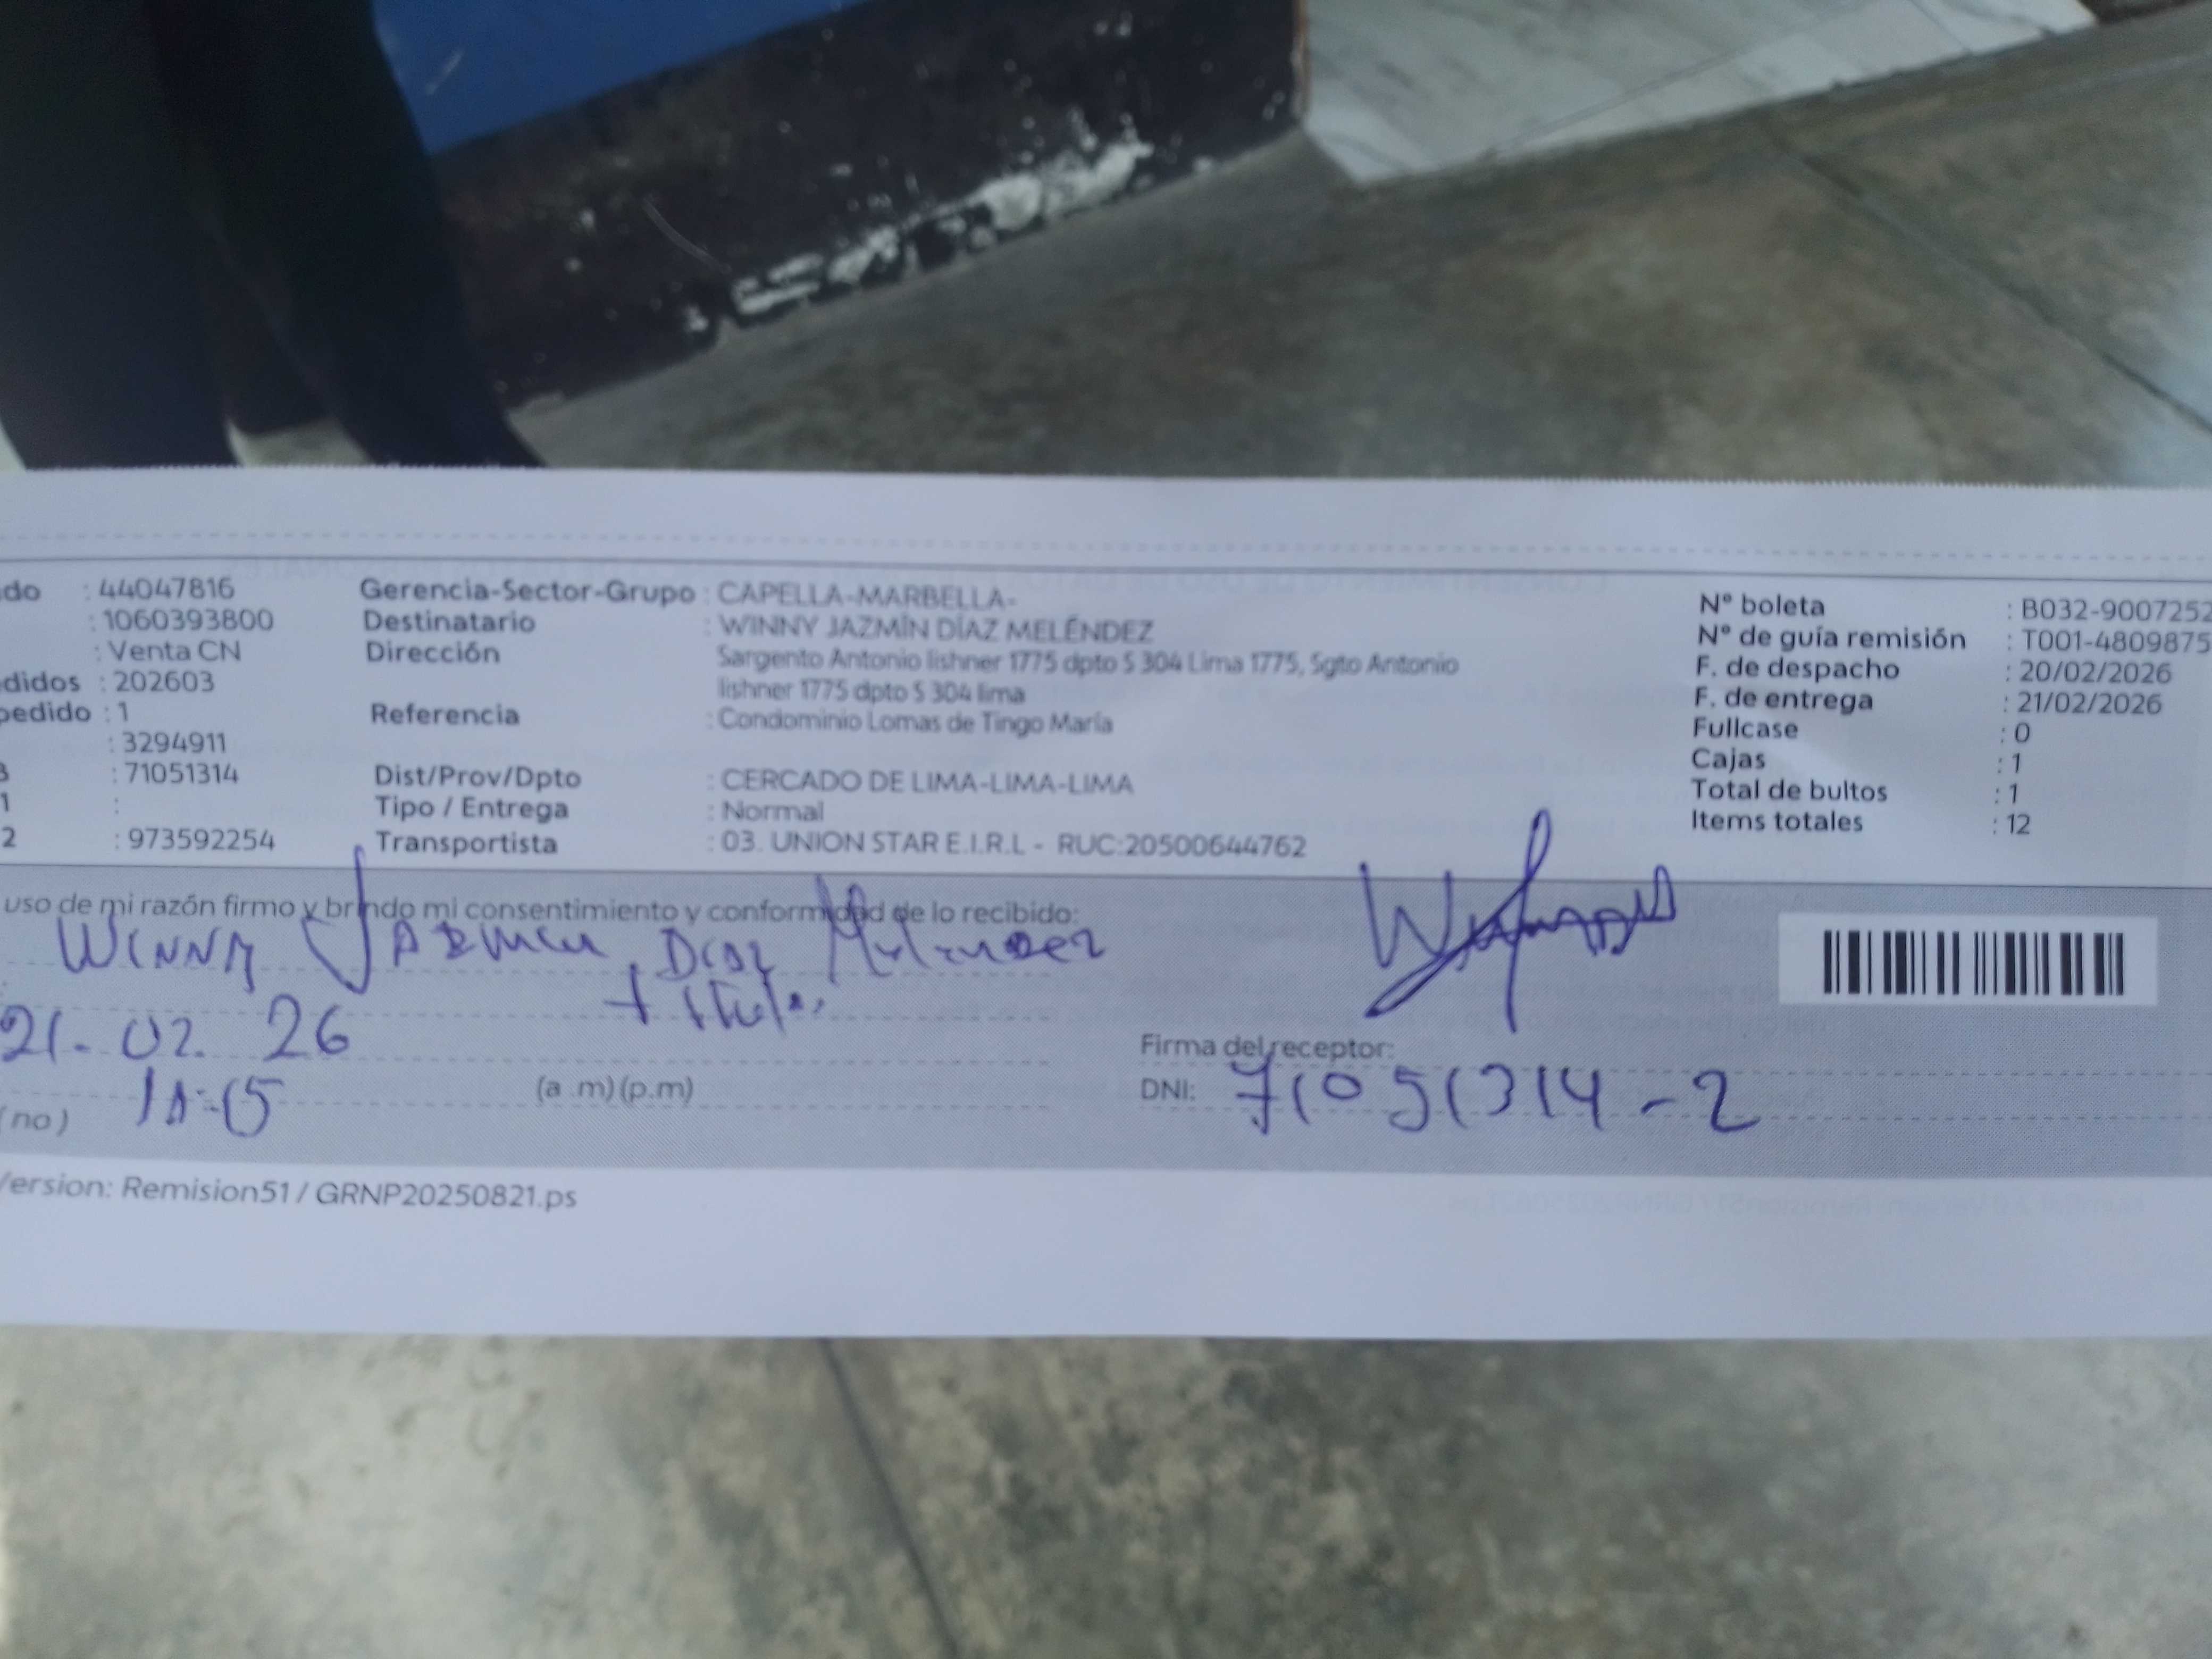 do : 44047816 Gerencia-Sector-Grupo : CAPELLA-MARBELLA- N° boleta : B032-9007252
: 1060393800 Destinatario : WINNY JAZMÍN DÍAZ MELÉNDEZ N° de guía remisión : T001-4809875
: Venta CN Dirección Sargento Antonio lishner 1775 dpto S 304 Lima 1775, Sgto Antonio F. de despacho : 20/02/2026
didos : 202603 lishner 1775 dpto S 304 lima F. de entrega : 21/02/2026
pedido : 1 Referencia : Condominio Lomas de Tingo María Fullcase : 0
: 3294911 Cajas : 1
: 71051314 Dist/Prov/Dpto : CERCADO DE LIMA-LIMA-LIMA Total de bultos : 1
1 : Tipo / Entrega : Normal Items totales : 12
2 : 973592254 Transportista : 03. UNION STAR E.I.R.L - RUC:20500644762
uso de mi razón firmo y brindo mi consentimiento y conformidad de lo recibido:
WINNY JAZMIN DIAZ Melendez
21-02 26
Firma del receptor:
(no) (a .m) (p.m) DNI: 71051314-2
Version: Remision51 / GRNP20250821.ps